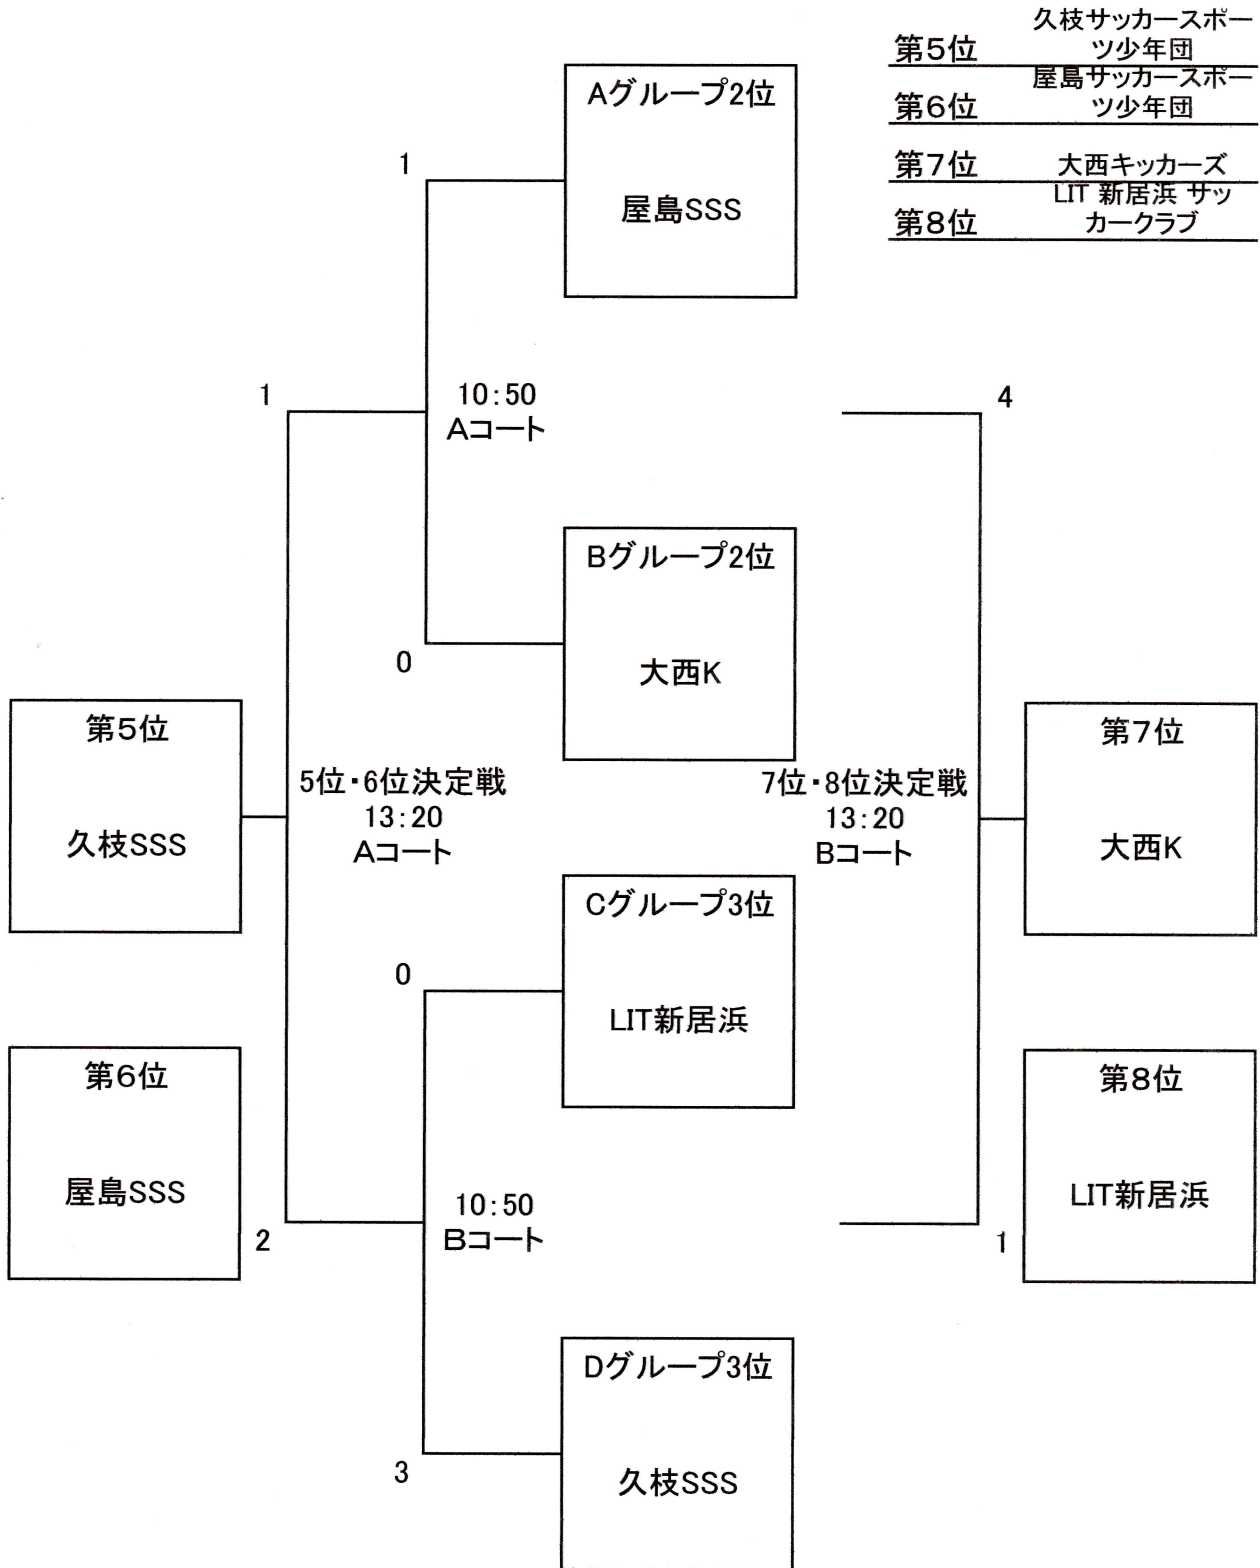 第5位
久枝サッカースポー
ツ少年団
第6位
屋島サッカースポー
ツ少年団
第7位
大西キッカーズ
第8位
LIT 新居浜 サッ
カークラブ
Aグループ2位
屋島SSS
1
10:50
Aコート
1
4
Bグループ2位
大西K
0
第5位
久枝SSS
5位・6位決定戦
13:20
Aコート
7位・8位決定戦
13:20
Bコート
第7位
大西K
Cグループ3位
LIT新居浜
0
第6位
屋島SSS
第8位
LIT新居浜
10:50
Bコート
2
1
Dグループ3位
久枝SSS
3